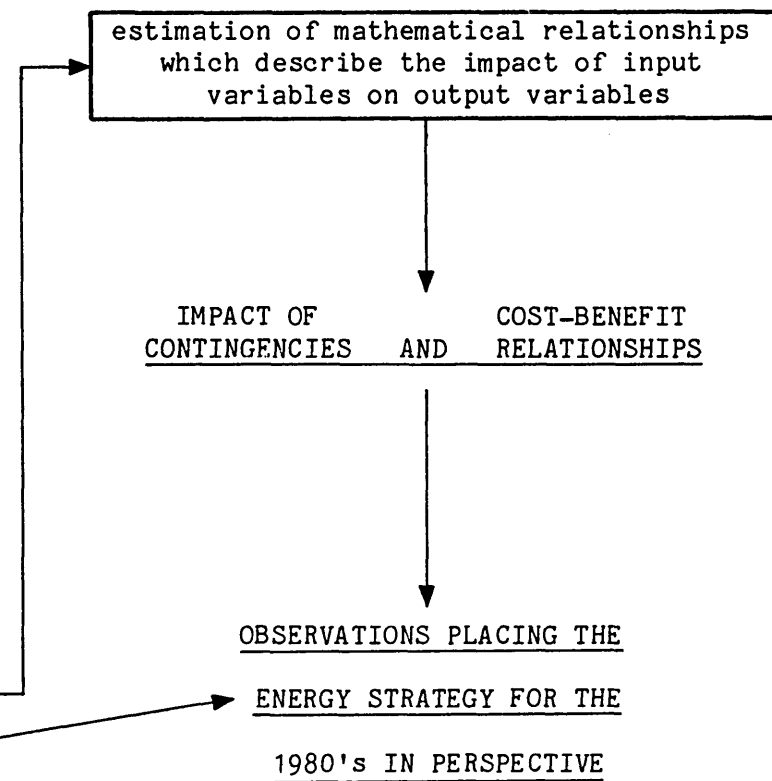 estimation of mathematical relationships
which describe the impact of input
variables on output variables
IMPACT OF COST-BENEFIT
CONTINGENCIES AND RELATIONSHIPS
OBSERVATIONS PLACING THE
ENERGY STRATEGY FOR THE
1980's IN PERSPECTIVE